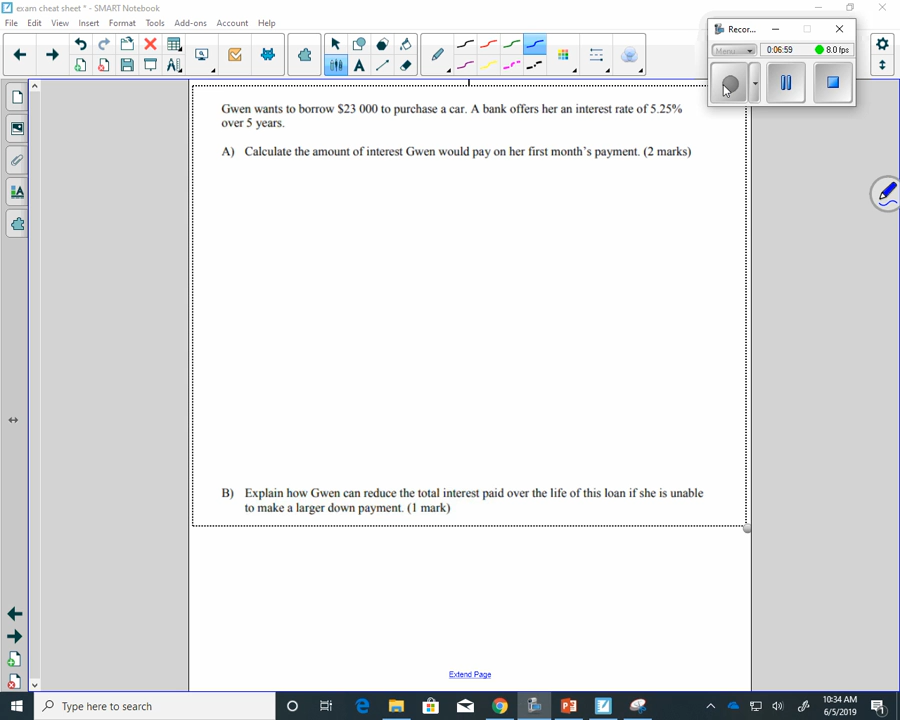 exam cheat sheet * - SMART Notebook
File Edit View Insert Format Tools Add-ons Account Help
Recor...
Menu 0:06:59 8.0 fps
Gwen wants to borrow $23 000 to purchase a car. A bank offers her an interest rate of 5.25%
over 5 years.
A) Calculate the amount of interest Gwen would pay on her first month's payment. (2 marks)
B) Explain how Gwen can reduce the total interest paid over the life of this loan if she is unable
to make a larger down payment. (1 mark)
Extend Page
Type here to search
10:34 AM
6/5/2019